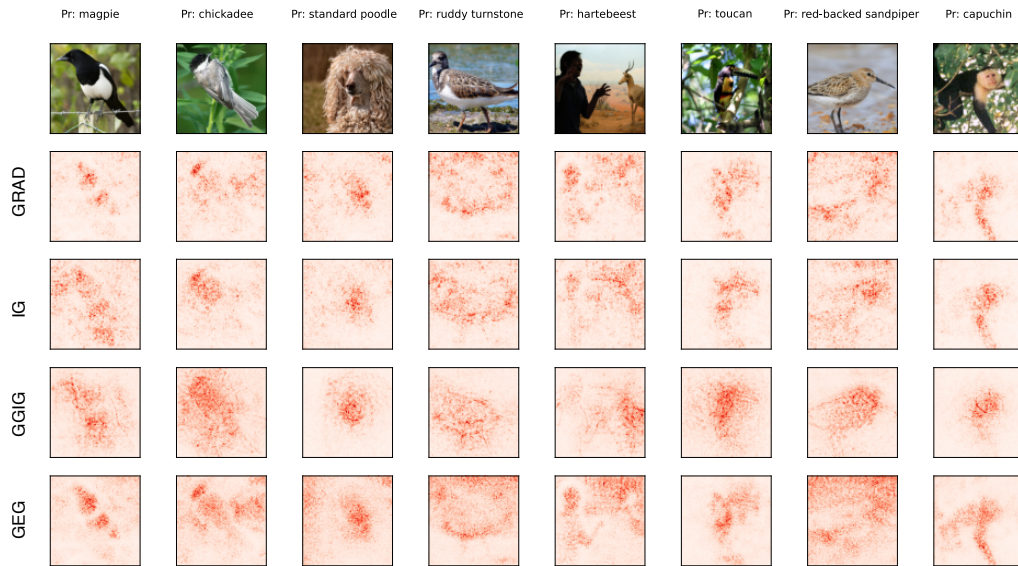 Pr: magpie Pr: chickadee Pr: standard poodle Pr: ruddy turnstone Pr: hartebeest Pr: toucan Pr: red-backed sandpiper Pr: capuchin
GRAD
IG
GGIG
GEG